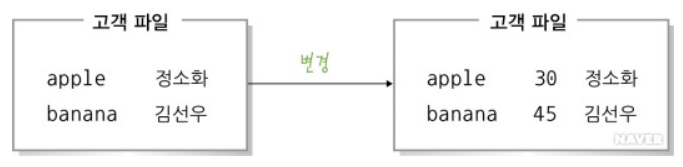 고객 파일
apple 정소화
banana 김선우
변경
고객 파일
apple 30 정소화
banana 45 김선우
NAVER